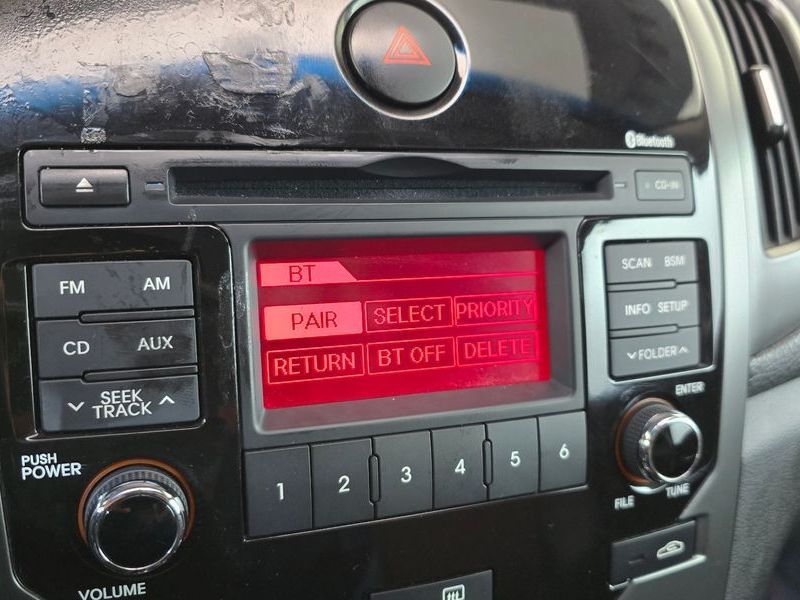 Bluetooth
CD-IN
FM AM
CD AUX
SEEK
TRACK
PUSH
POWER
VOLUME
BT
PAIR SELECT PRIORITY
RETURN BT OFF DELETE
1 2 3 4 5 6
SCAN BSM
INFO SETUP
FOLDER
ENTER
FILE TUNE